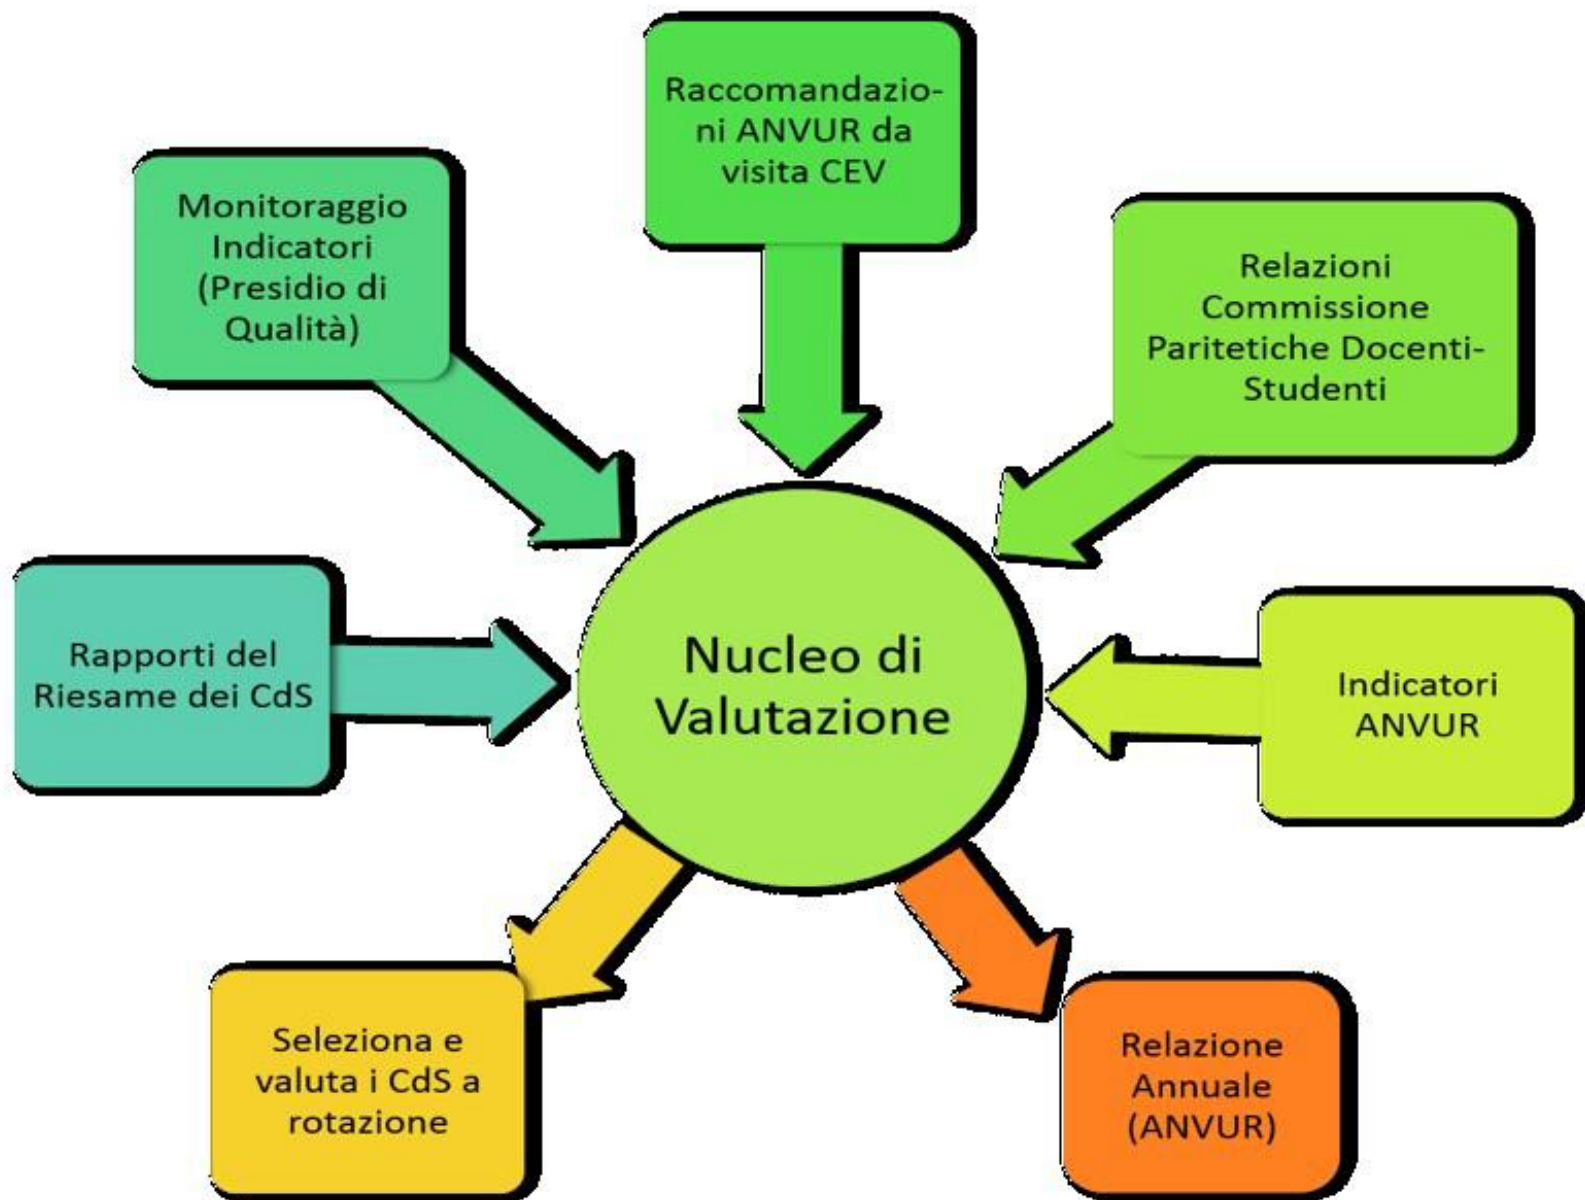 Raccomandazio-
ni ANVUR da
visita CEV
Monitoraggio
Indicatori
(Presidio di
Qualità)
Relazioni
Commissione
Paritetiche Docenti-
Studenti
Rapporti del
Riesame dei CdS
Nucleo di
Valutazione
Indicatori
ANVUR
Seleziona e
valuta i CdS a
rotazione
Relazione
Annuale
(ANVUR)